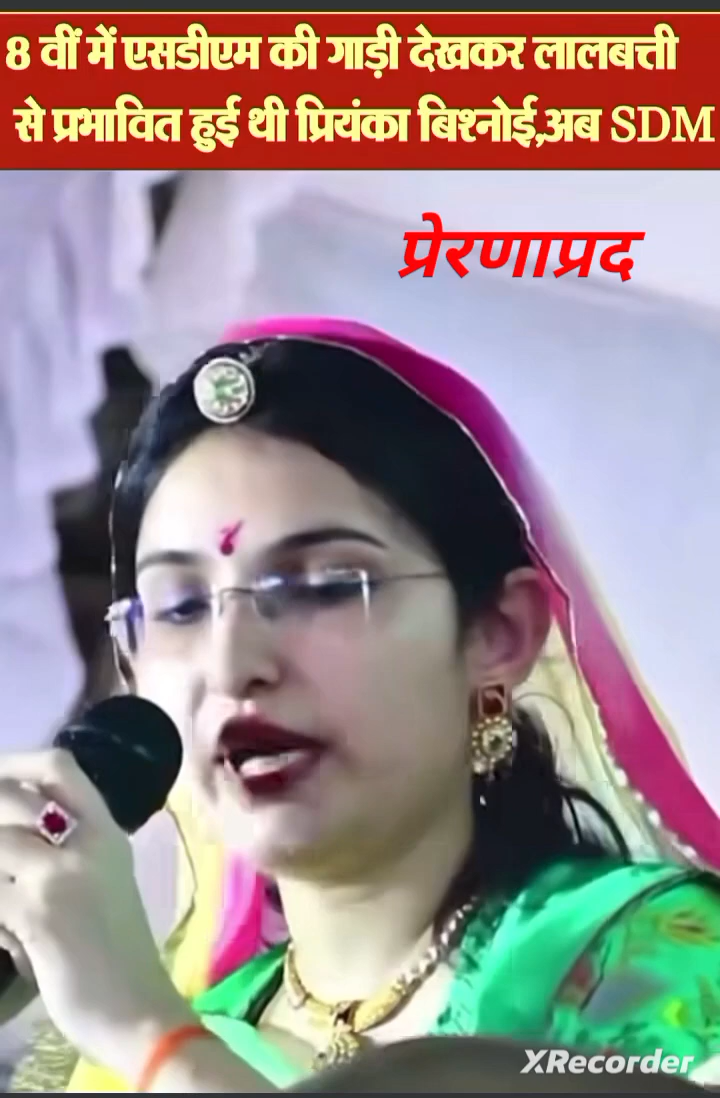 8 वीं में एसडीएम की गाड़ी देखकर लालबत्ती
से प्रभावित हुई थी प्रियंका बिश्नोई,अब SDM
प्रेरणाप्रद
XRecorder